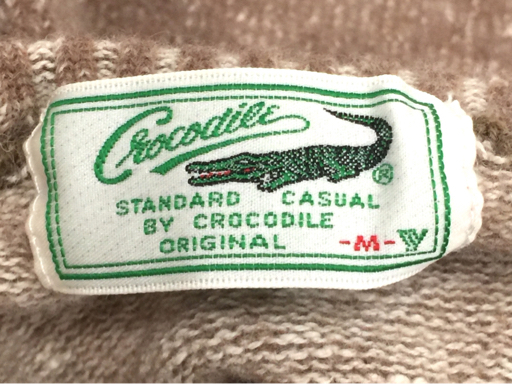 Crocodile
®
STANDARD CASUAL
BY CROCODILE
ORIGINAL -M-